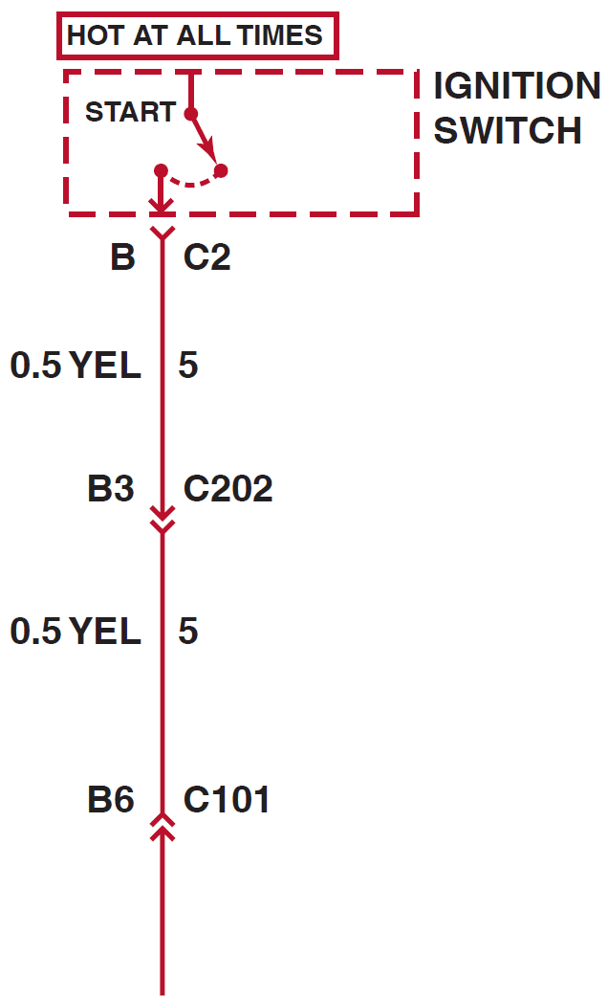 HOT AT ALL TIMES
IGNITION
SWITCH
START
B C2
0.5 YEL 5
B3 C202
0.5 YEL 5
B6 C101